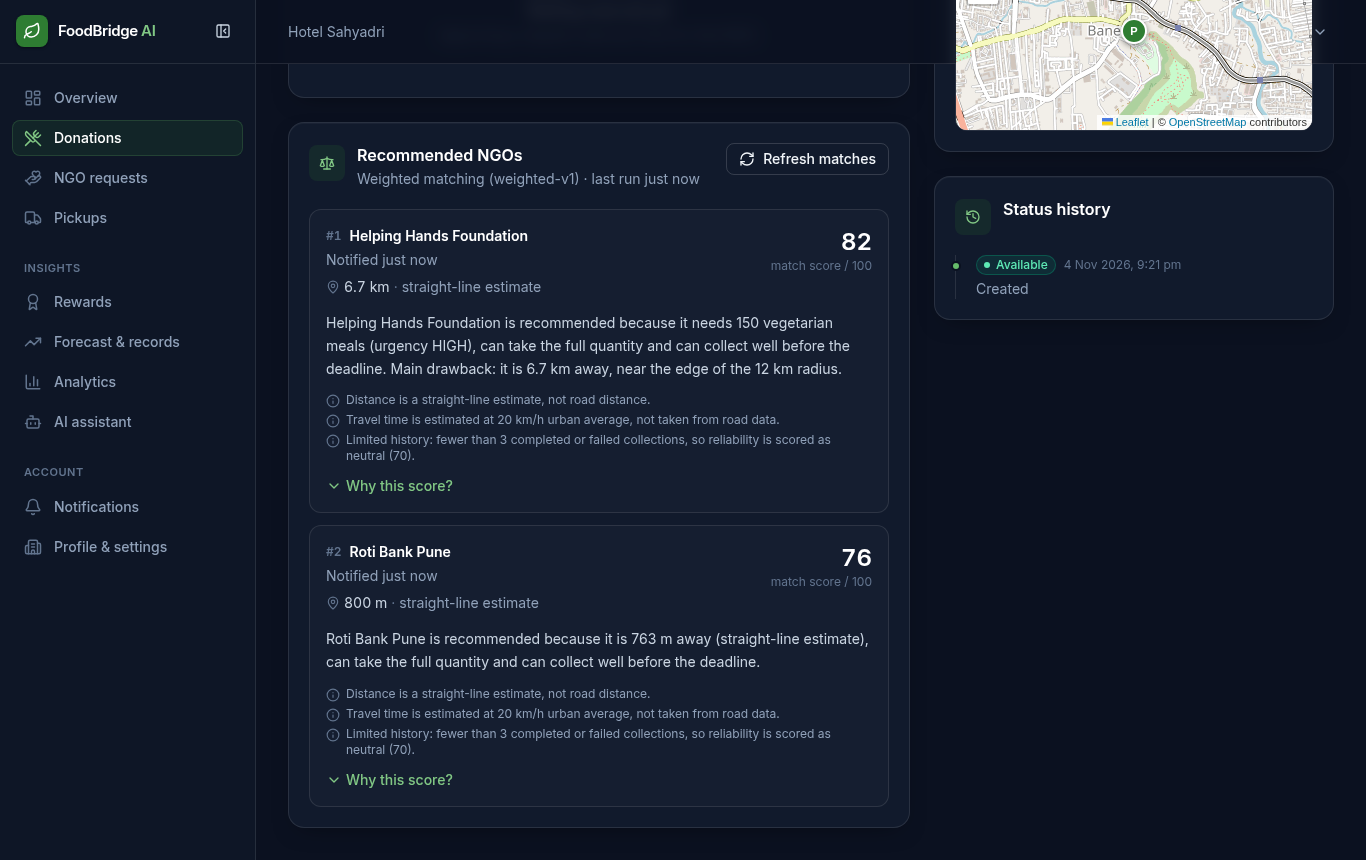 FoodBridge AI
Hotel Sahyadri
Overview
Donations
NGO requests
Pickups
INSIGHTS
Rewards
Forecast & records
Analytics
AI assistant
ACCOUNT
Notifications
Profile & settings
Recommended NGOs
Weighted matching (weighted-v1) · last run just now
Refresh matches
#1 Helping Hands Foundation
Notified just now
6.7 km · straight-line estimate
82
match score / 100
Helping Hands Foundation is recommended because it needs 150 vegetarian
meals (urgency HIGH), can take the full quantity and can collect well before the
deadline. Main drawback: it is 6.7 km away, near the edge of the 12 km radius.
Distance is a straight-line estimate, not road distance.
Travel time is estimated at 20 km/h urban average, not taken from road data.
Limited history: fewer than 3 completed or failed collections, so reliability is scored as
neutral (70).
Why this score?
#2 Roti Bank Pune
Notified just now
800 m · straight-line estimate
76
match score / 100
Roti Bank Pune is recommended because it is 763 m away (straight-line estimate),
can take the full quantity and can collect well before the deadline.
Distance is a straight-line estimate, not road distance.
Travel time is estimated at 20 km/h urban average, not taken from road data.
Limited history: fewer than 3 completed or failed collections, so reliability is scored as
neutral (70).
Why this score?
P
Leaflet | © OpenStreetMap contributors
Status history
Available 4 Nov 2026, 9:21 pm
Created